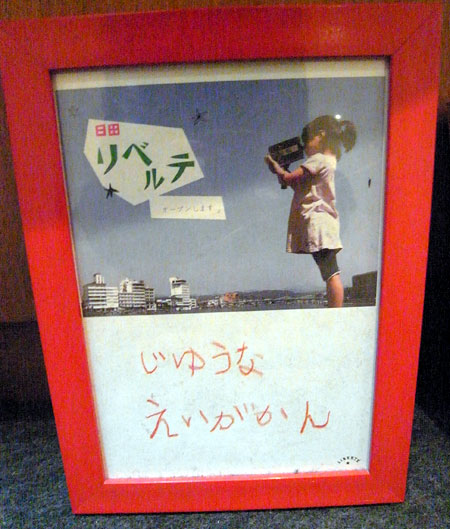 日田
リベルテ
オープンします。
じゆうな
えいがかん
LIBERTE